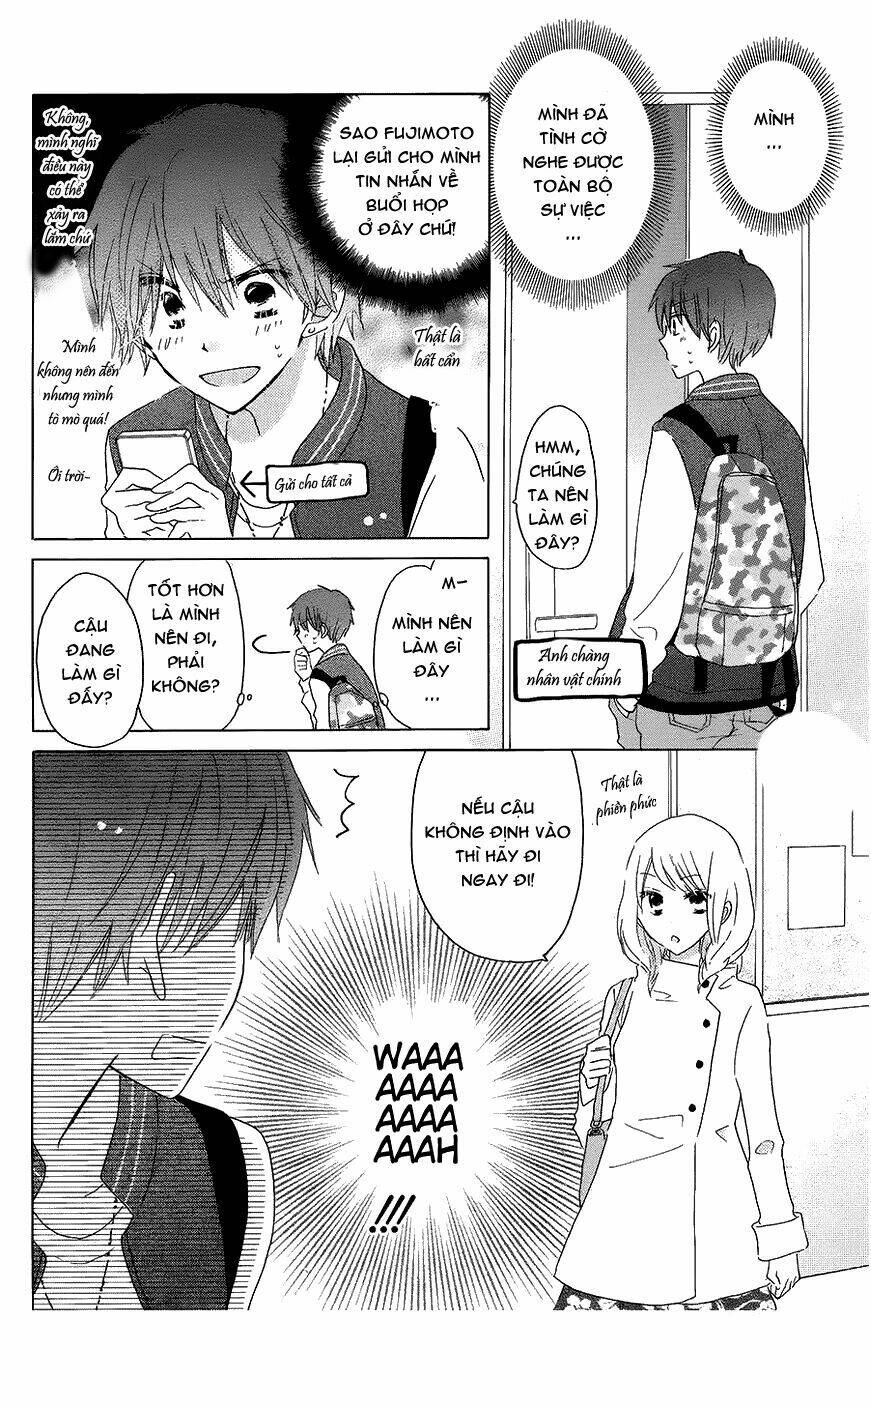 MÌNH
...
MÌNH ĐÃ
TÌNH CỜ
NGHE ĐƯỢC
TOÀN BỘ
SỰ VIỆC
...
HMM,
CHÚNG
TA NÊN
LÀM GÌ
ĐÂY?
Anh chàng
nhân vật chính
SAO FUJIMOTO
LẠI GỬI CHO MÌNH
TIN NHẮN VỀ
BUỔI HỌP
Ở ĐÂY CHỨ!
Không,
mình nghĩ
điều này
có thể
xảy ra
lắm chứ
Thật là
bất cẩn
Mình
không nên đến
nhưng mình
tò mò quá!
Ôi trời~
Gửi cho tất cả
M-
MÌNH NÊN
LÀM GÌ
ĐÂY
...
TỐT HƠN
LÀ MÌNH
NÊN ĐI,
PHẢI
KHÔNG?
CẬU
ĐANG
LÀM GÌ
ĐẤY?
Thật là
phiền phức
NẾU CẬU
KHÔNG ĐỊNH VÀO
THÌ HÃY ĐI
NGAY ĐI!
WAAA
AAAA
AAAA
AAAH
!!!